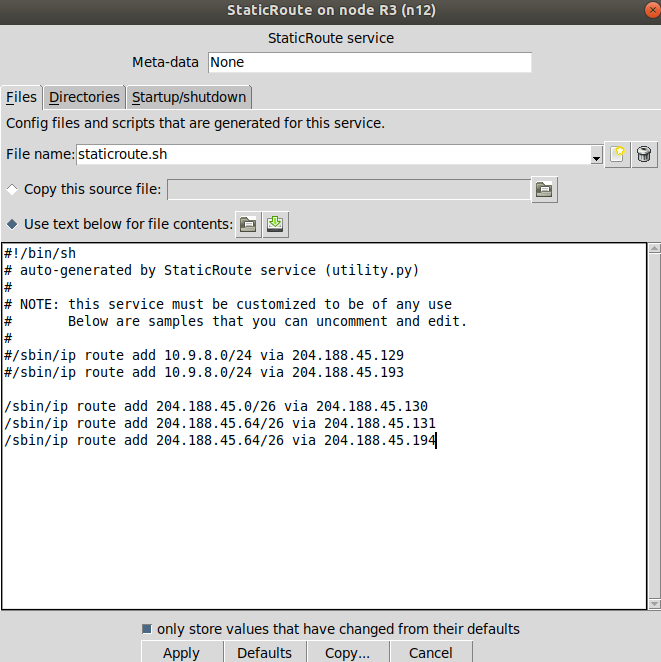 StaticRoute on node R3 (n12)
StaticRoute service
Meta-data None
Files Directories Startup/shutdown
Config files and scripts that are generated for this service.
File name: staticroute.sh
Copy this source file:
Use text below for file contents:
#!/bin/sh
# auto-generated by StaticRoute service (utility.py)
#
# NOTE: this service must be customized to be of any use
#       Below are samples that you can uncomment and edit.
#
#/sbin/ip route add 10.9.8.0/24 via 204.188.45.129
#/sbin/ip route add 10.9.8.0/24 via 204.188.45.193
/sbin/ip route add 204.188.45.0/26 via 204.188.45.130
/sbin/ip route add 204.188.45.64/26 via 204.188.45.131
/sbin/ip route add 204.188.45.64/26 via 204.188.45.194
only store values that have changed from their defaults
Apply Defaults Copy... Cancel